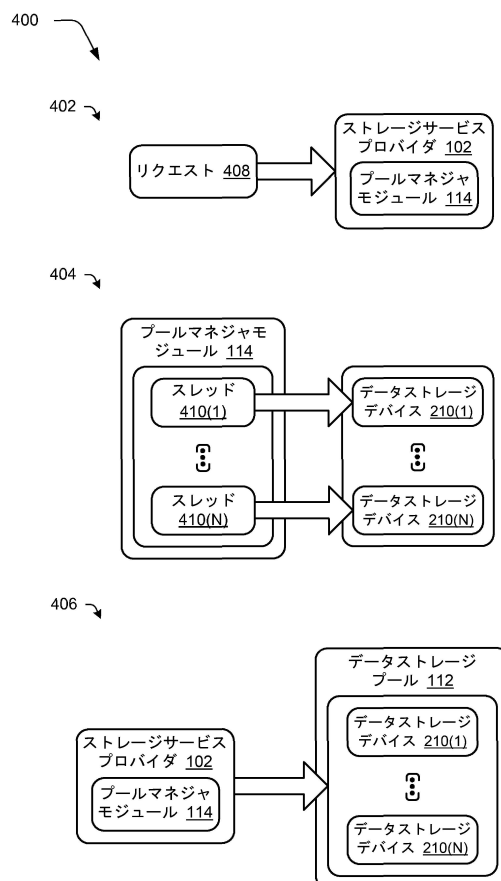 400
402
リクエスト 408
ストレージサービス
プロバイダ 102
プールマネジャ
モジュール 114
404
プールマネジャモ
ジュール 114
スレッド
410(1)
スレッド
410(N)
データストレージ
デバイス 210(1)
データストレージ
デバイス 210(N)
406
ストレージサービス
プロバイダ 102
プールマネジャ
モジュール 114
データストレージ
プール 112
データストレージ
デバイス 210(1)
データストレージ
デバイス 210(N)